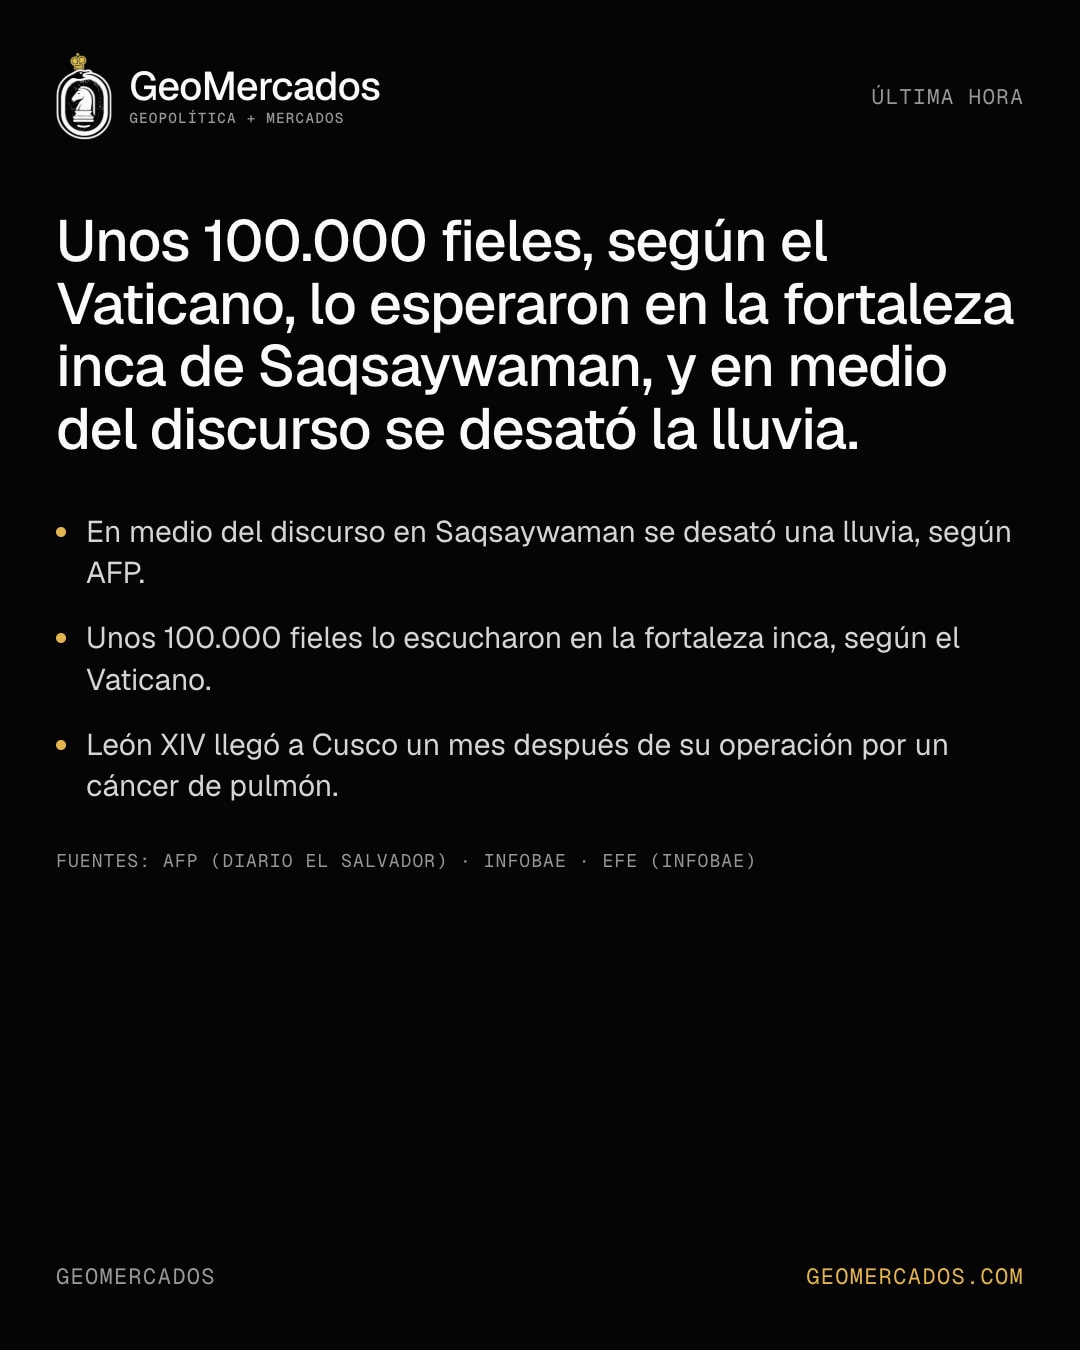 GeoMercados
GEOPOLÍTICA + MERCADOS
ÚLTIMA HORA
Unos 100.000 fieles, según el
Vaticano, lo esperaron en la fortaleza
inca de Saqsaywaman, y en medio
del discurso se desató la lluvia.
• En medio del discurso en Saqsaywaman se desató una lluvia, según
AFP.
• Unos 100.000 fieles lo escucharon en la fortaleza inca, según el
Vaticano.
• León XIV llegó a Cusco un mes después de su operación por un
cáncer de pulmón.
FUENTES: AFP (DIARIO EL SALVADOR) · INFOBAE · EFE (INFOBAE)
GEOMERCADOS
GEOMERCADOS.COM